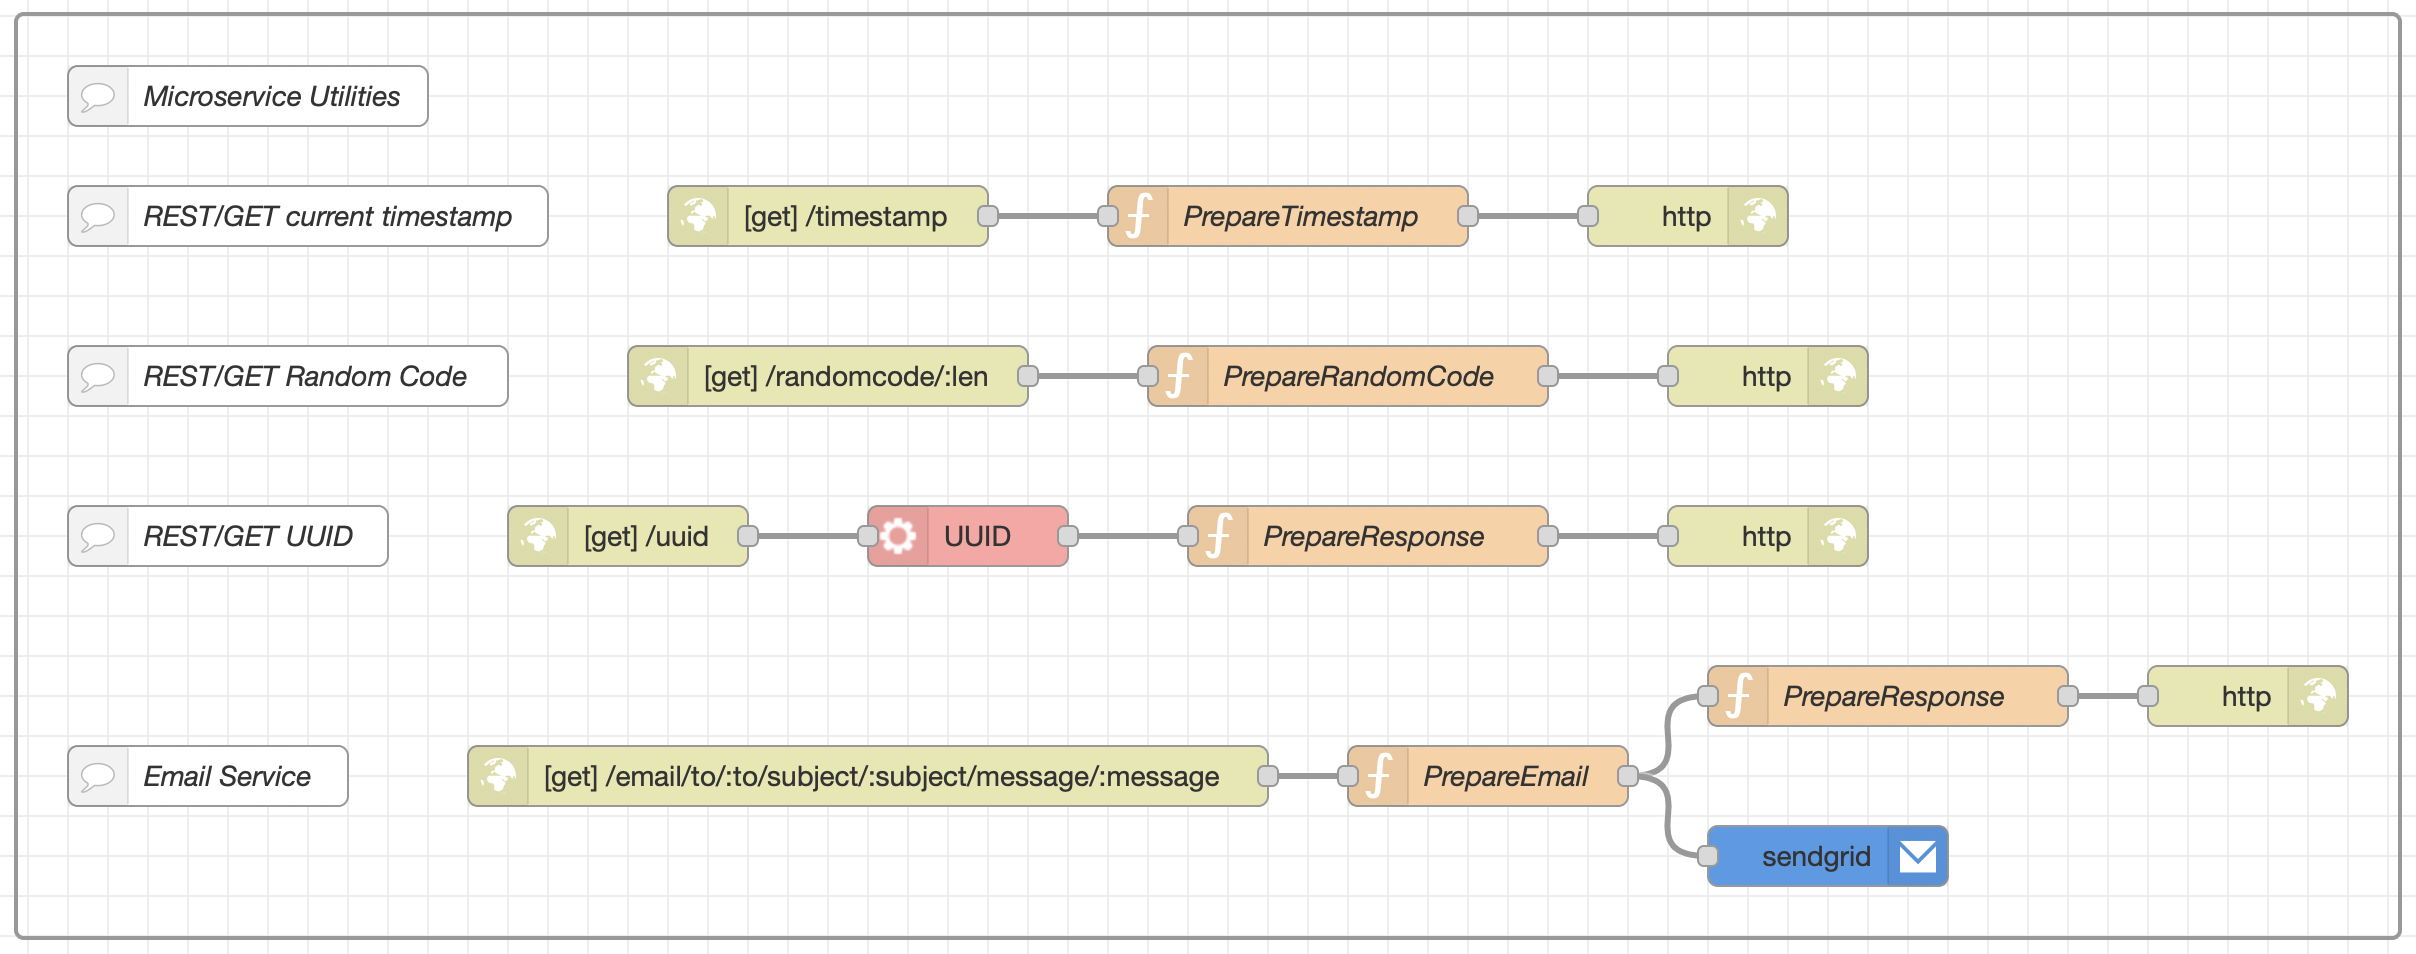 Microservice Utilities
REST/GET current timestamp
[get] /timestamp
PrepareTimestamp
http
REST/GET Random Code
[get] /randomcode/:len
PrepareRandomCode
http
REST/GET UUID
[get] /uuid
UUID
PrepareResponse
http
Email Service
[get] /email/to/:to/subject/:subject/message/:message
PrepareEmail
PrepareResponse
http
sendgrid